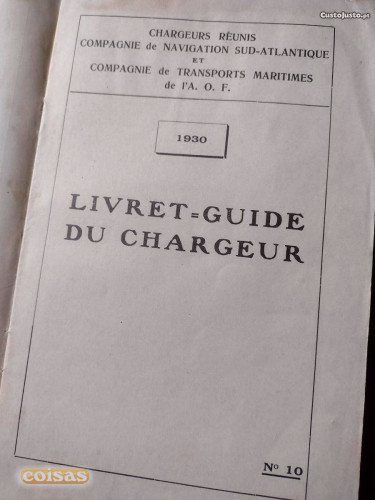 CustoJusto.pt
CHARGEURS RÉUNIS
COMPAGNIE de NAVIGATION SUD-ATLANTIQUE
ET
COMPAGNIE de TRANSPORTS MARITIMES
de l'A. O. F.
1930
LIVRET=GUIDE
DU CHARGEUR
Nº 10
coisas